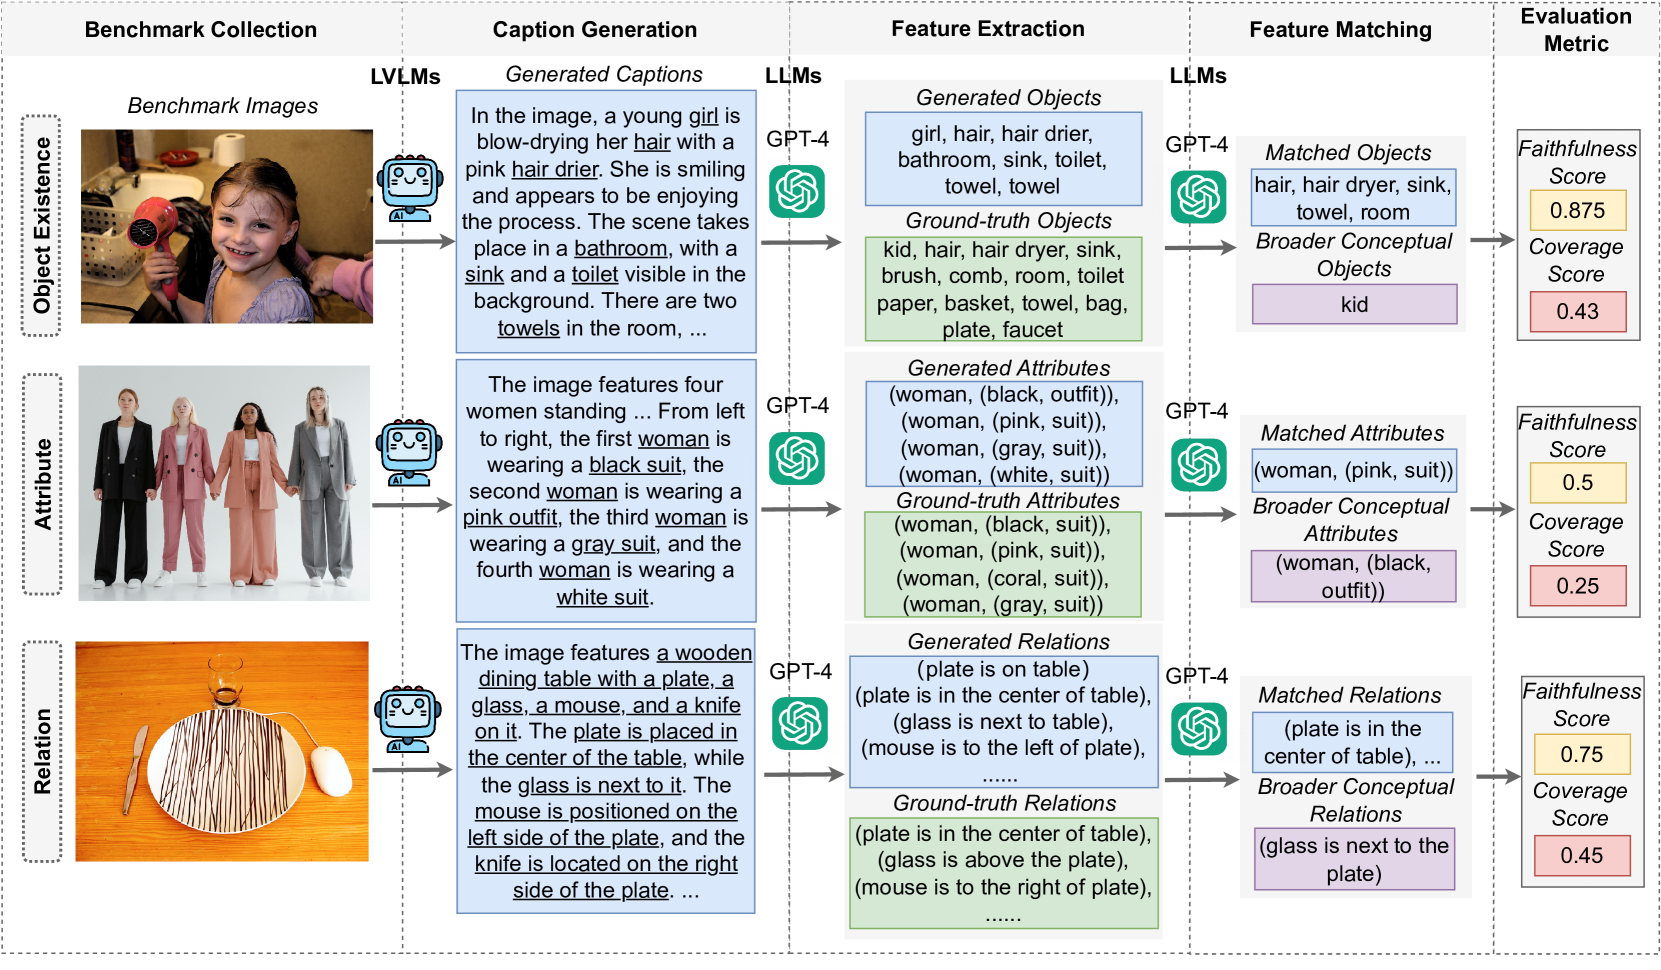 Benchmark Collection
Caption Generation
Feature Extraction
Feature Matching
Evaluation
Metric
LVLMs
LLMs
LLMs
Object Existence
Benchmark Images
AI
Generated Captions
In the image, a young girl is
blow-drying her hair with a
pink hair drier. She is smiling
and appears to be enjoying
the process. The scene takes
place in a bathroom, with a
sink and a toilet visible in the
background. There are two
towels in the room, ...
GPT-4
Generated Objects
girl, hair, hair drier,
bathroom, sink, toilet,
towel, towel
Ground-truth Objects
kid, hair, hair dryer, sink,
brush, comb, room, toilet
paper, basket, towel, bag,
plate, faucet
GPT-4
Matched Objects
hair, hair dryer, sink,
towel, room
Broader Conceptual
Objects
kid
Faithfulness
Score
0.875
Coverage
Score
0.43
Attribute
AI
The image features four
women standing ... From left
to right, the first woman is
wearing a black suit, the
second woman is wearing a
pink outfit, the third woman is
wearing a gray suit, and the
fourth woman is wearing a
white suit.
GPT-4
Generated Attributes
(woman, (black, outfit)),
(woman, (pink, suit)),
(woman, (gray, suit)),
(woman, (white, suit))
Ground-truth Attributes
(woman, (black, suit)),
(woman, (pink, suit)),
(woman, (coral, suit)),
(woman, (gray, suit))
GPT-4
Matched Attributes
(woman, (pink, suit))
Broader Conceptual
Attributes
(woman, (black,
outfit))
Faithfulness
Score
0.5
Coverage
Score
0.25
Relation
AI
The image features a wooden
dining table with a plate, a
glass, a mouse, and a knife
on it. The plate is placed in
the center of the table, while
the glass is next to it. The
mouse is positioned on the
left side of the plate, and the
knife is located on the right
side of the plate. ...
GPT-4
Generated Relations
(plate is on table)
(plate is in the center of table),
(glass is next to table),
(mouse is to the left of plate),
......
Ground-truth Relations
(plate is in the center of table),
(glass is above the plate),
(mouse is to the right of plate),
......
GPT-4
Matched Relations
(plate is in the
center of table), ...
Broader Conceptual
Relations
(glass is next to the
plate)
Faithfulness
Score
0.75
Coverage
Score
0.45